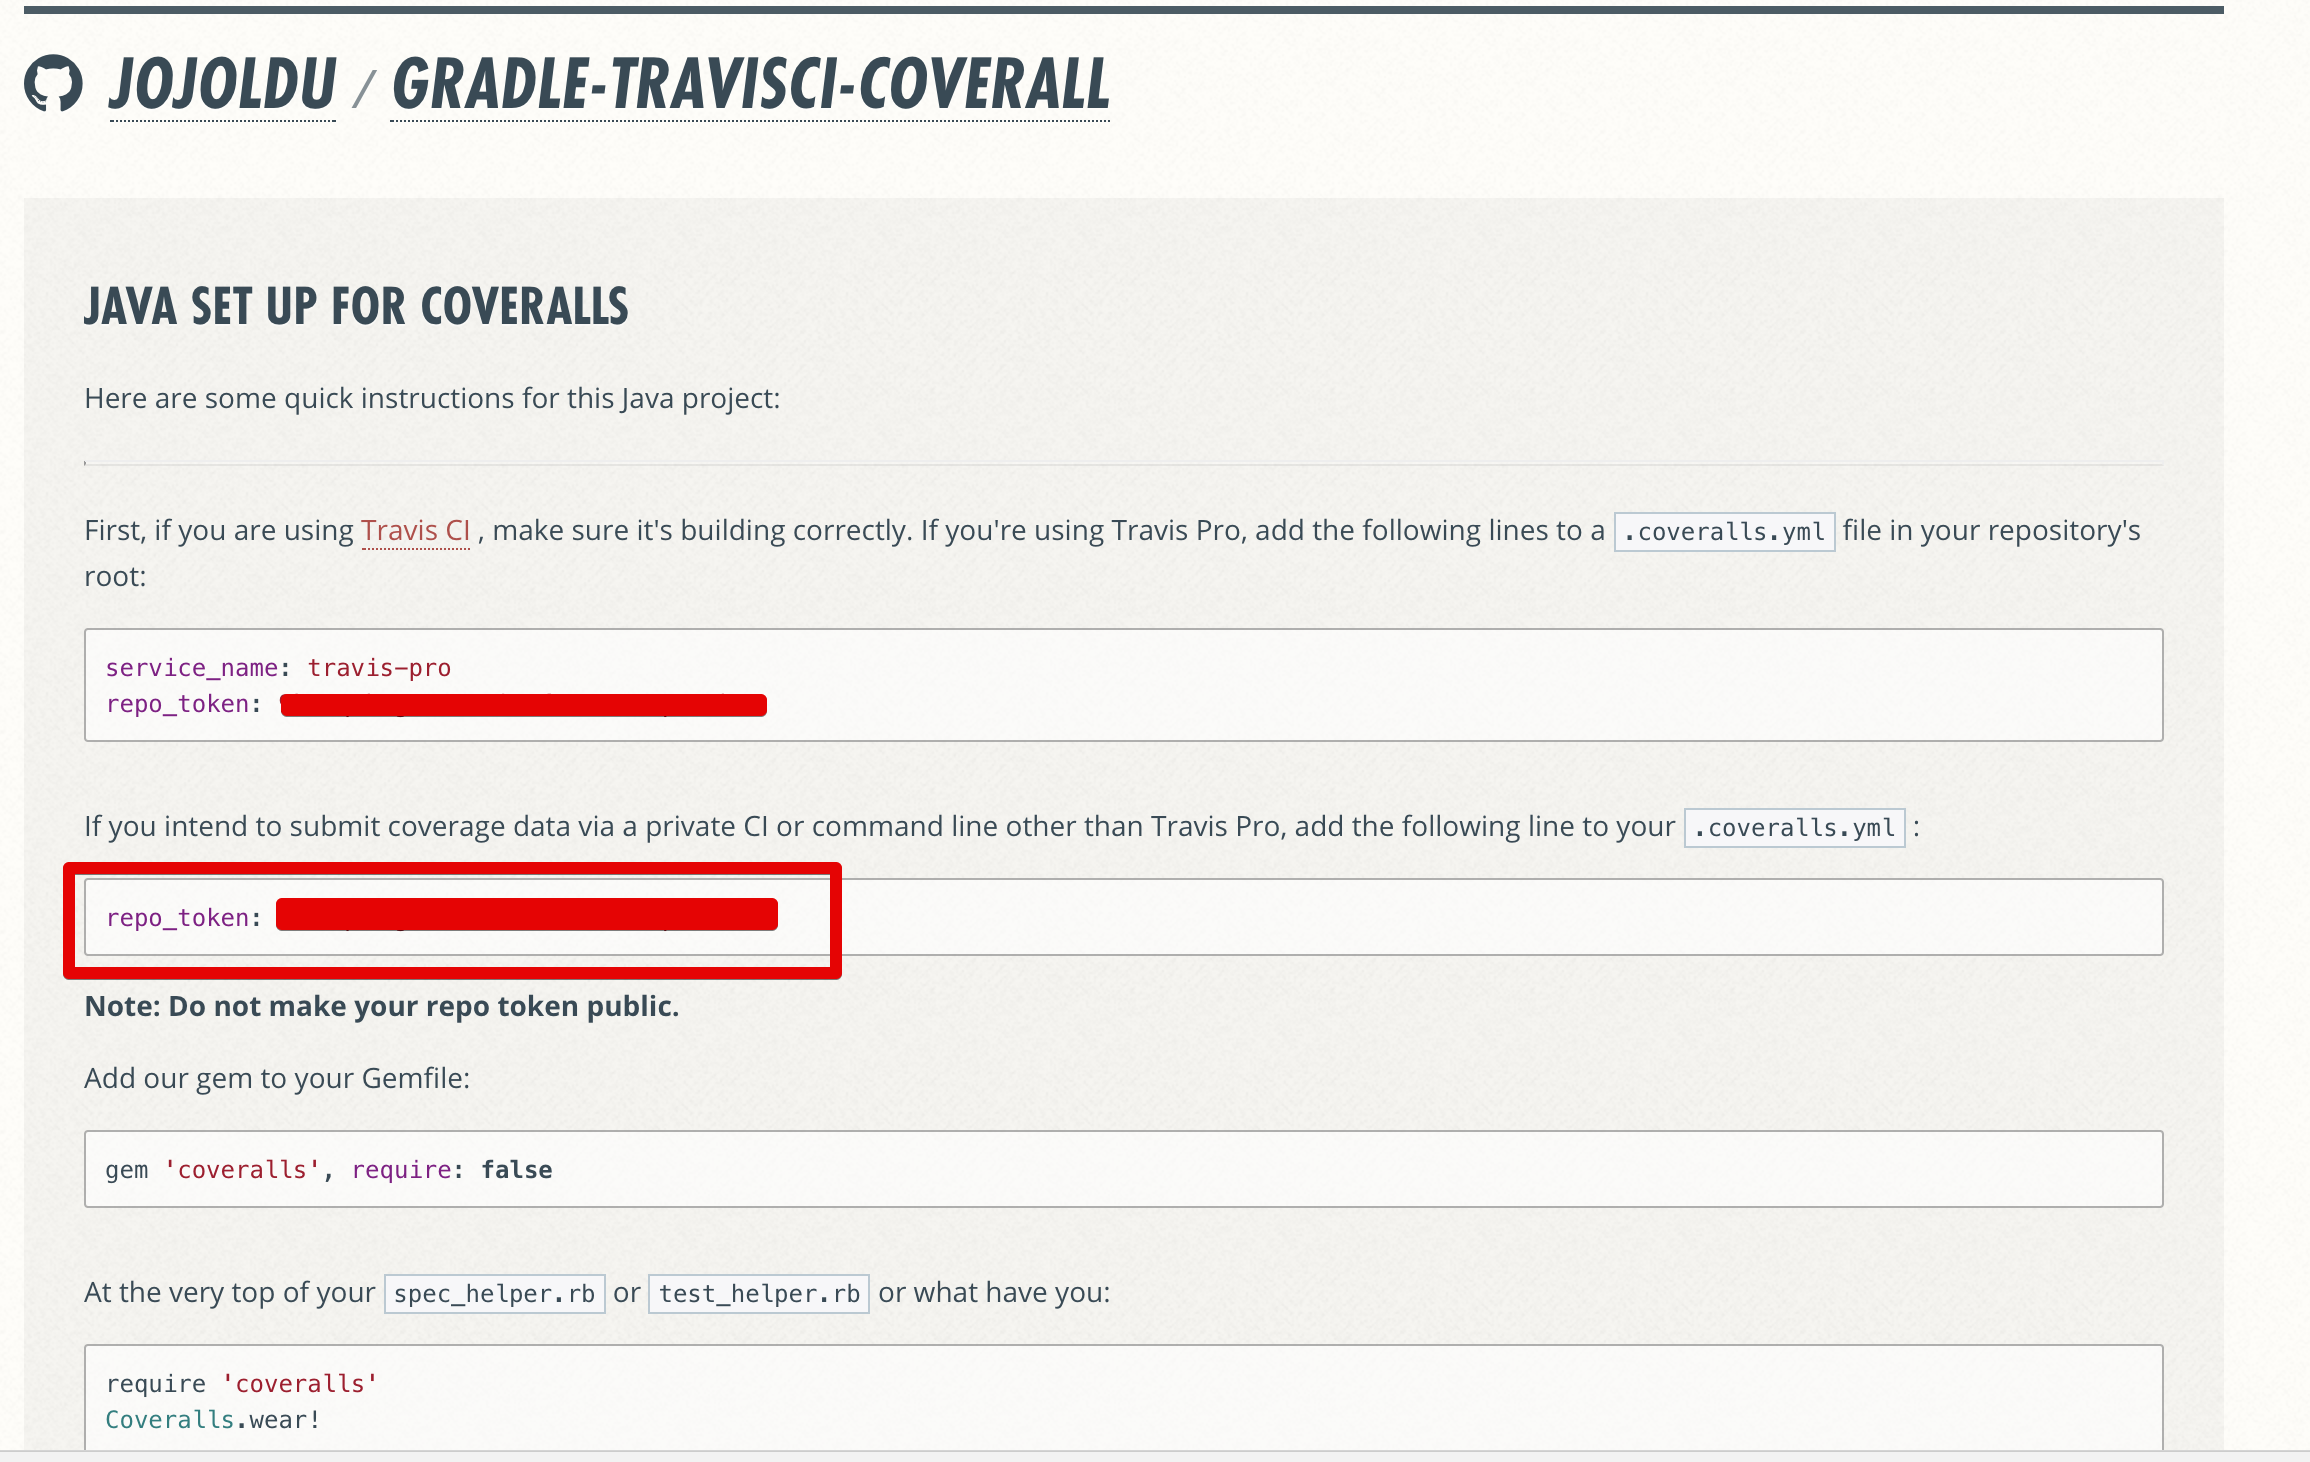 JOJOLDU / GRADLE-TRAVISCI-COVERALL
JAVA SET UP FOR COVERALLS
Here are some quick instructions for this Java project:
First, if you are using Travis CI , make sure it's building correctly. If you're using Travis Pro, add the following lines to a .coveralls.yml file in your repository's
root:
service_name: travis-pro
repo_token:
If you intend to submit coverage data via a private CI or command line other than Travis Pro, add the following line to your .coveralls.yml :
repo_token:
Note: Do not make your repo token public.
Add our gem to your Gemfile:
gem 'coveralls', require: false
At the very top of your spec_helper.rb or test_helper.rb or what have you:
require 'coveralls'
Coveralls.wear!